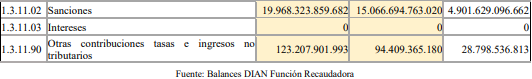 1.3.11.02 Sanciones 19.968.323.859.682 15.066.694.763.020 4.901.629.096.662
1.3.11.03 Intereses 0 0 0
1.3.11.90 Otras contribuciones tasas e ingresos no tributarios 123.207.901.993 94.409.365.180 28.798.536.813
Fuente: Balances DIAN Función Recaudadora